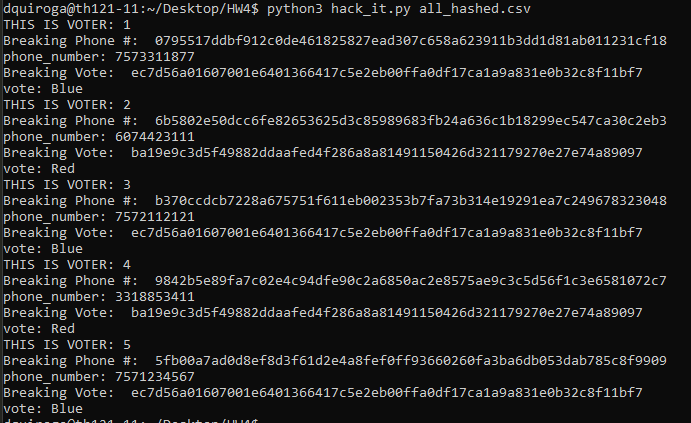 dquiroga@th121-11:~/Desktop/HW4$ python3 hack_it.py all_hashed.csv
THIS IS VOTER: 1
Breaking Phone #:  0795517ddbf912c0de461825827ead307c658a623911b3dd1d81ab011231cf18
phone_number: 7573311877
Breaking Vote:  ec7d56a01607001e6401366417c5e2eb00ffa0df17ca1a9a831e0b32c8f11bf7
vote: Blue
THIS IS VOTER: 2
Breaking Phone #:  6b5802e50dcc6fe82653625d3c85989683fb24a636c1b18299ec547ca30c2eb3
phone_number: 6074423111
Breaking Vote:  ba19e9c3d5f49882ddaafed4f286a8a81491150426d321179270e27e74a89097
vote: Red
THIS IS VOTER: 3
Breaking Phone #:  b370ccdcb7228a675751f611eb002353b7fa73b314e19291ea7c249678323048
phone_number: 7572112121
Breaking Vote:  ec7d56a01607001e6401366417c5e2eb00ffa0df17ca1a9a831e0b32c8f11bf7
vote: Blue
THIS IS VOTER: 4
Breaking Phone #:  9842b5e89fa7c02e4c94dfe90c2a6850ac2e8575ae9c3c5d56f1c3e6581072c7
phone_number: 3318853411
Breaking Vote:  ba19e9c3d5f49882ddaafed4f286a8a81491150426d321179270e27e74a89097
vote: Red
THIS IS VOTER: 5
Breaking Phone #:  5fb00a7ad0d8ef8d3f61d2e4a8fef0ff93660260fa3ba6db053dab785c8f9909
phone_number: 7571234567
Breaking Vote:  ec7d56a01607001e6401366417c5e2eb00ffa0df17ca1a9a831e0b32c8f11bf7
vote: Blue
dquiroga@th121-11:~/Desktop/HW4$